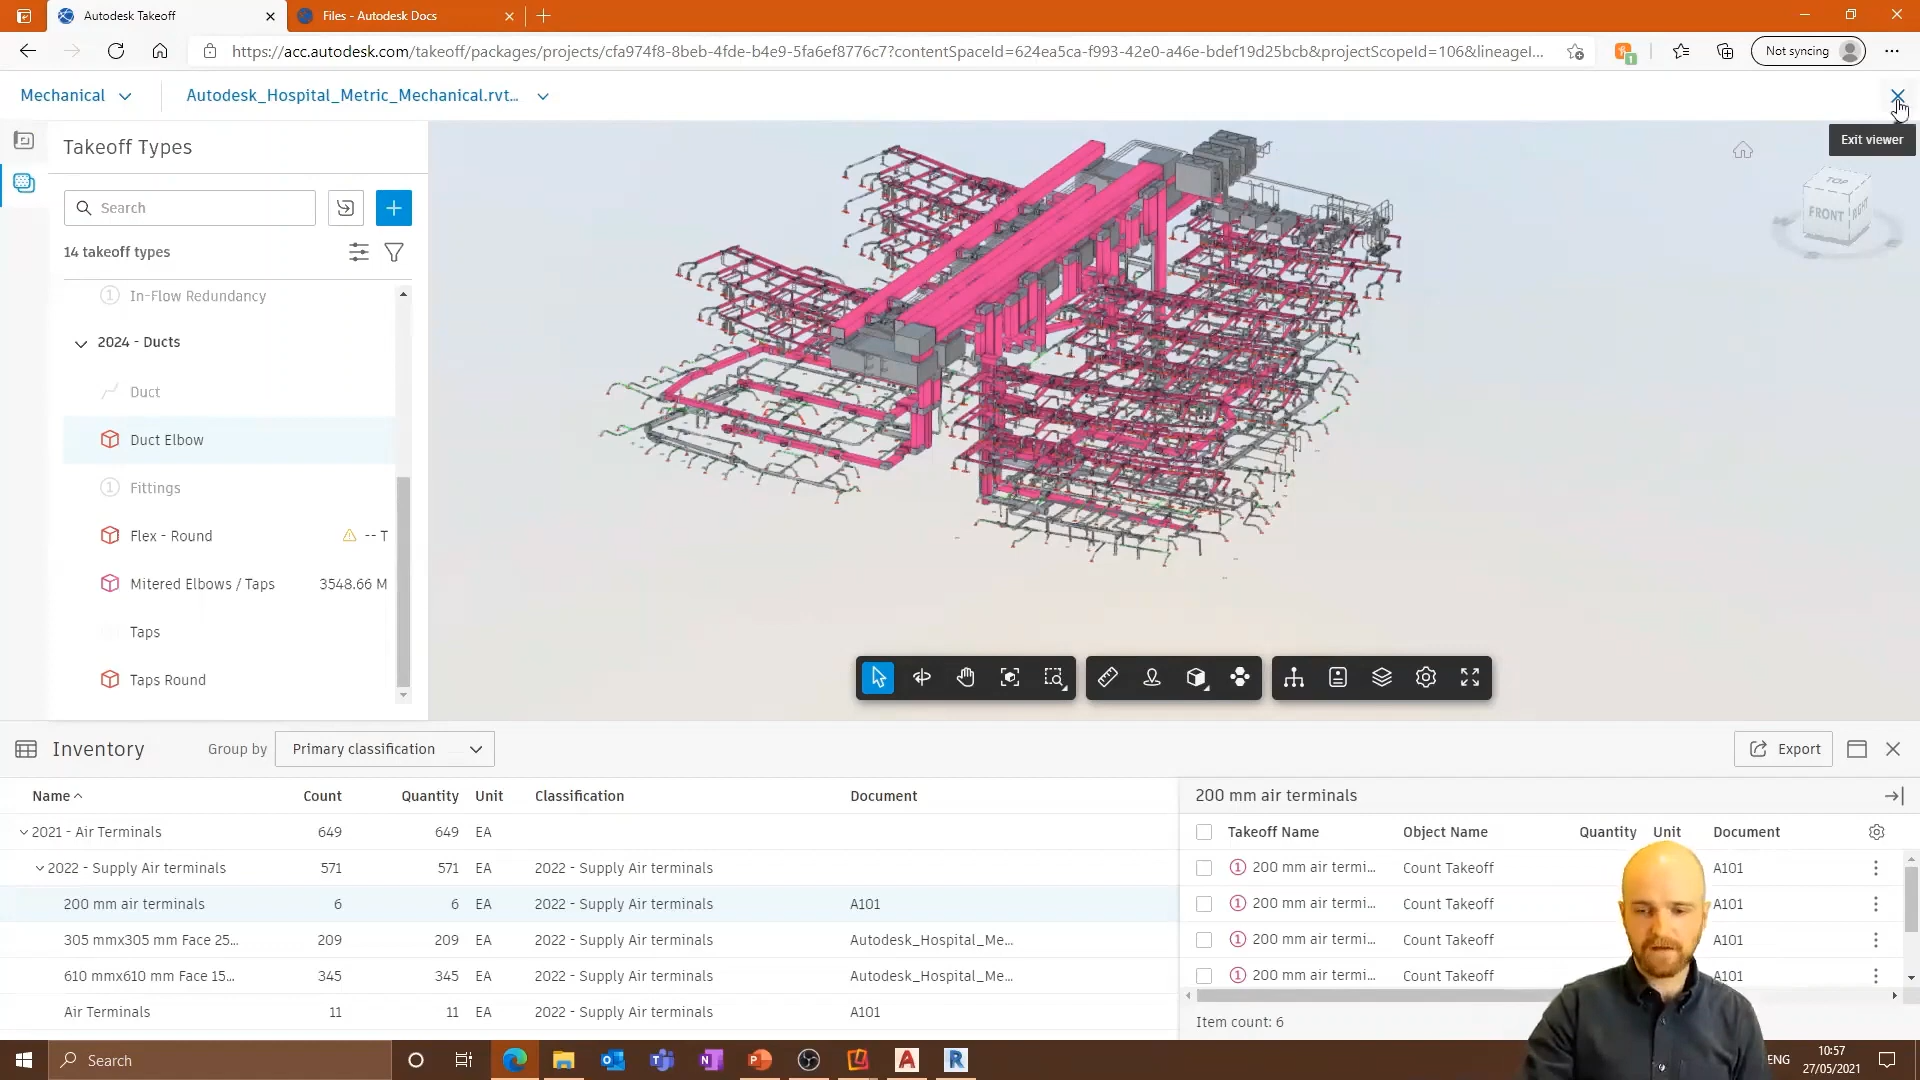 Autodesk Takeoff
Files - Autodesk Docs
https://acc.autodesk.com/takeoff/packages/projects/cfa974f8-8beb-4fde-b4e9-5fa6ef8776c7?contentSpaceId=624ea5ca-f993-42e0-a46e-bdef19d25bcb&projectScopeId=106&lineageI...
1
Not syncing
Mechanical
Autodesk_Hospital_Metric_Mechanical.rvt...
Exit viewer
TOP
FRONT
RIGHT
Takeoff Types
Search
14 takeoff types
1 In-Flow Redundancy
2024 - Ducts
Duct
Duct Elbow
1 Fittings
Flex - Round -- T
Mitered Elbows / Taps 3548.66 M
Taps
Taps Round
Inventory Group by Primary classification Export
Name Count Quantity Unit Classification Document
2021 - Air Terminals 649 649 EA
2022 - Supply Air terminals 571 571 EA 2022 - Supply Air terminals
200 mm air terminals 6 6 EA 2022 - Supply Air terminals A101
305 mmx305 mm Face 25... 209 209 EA 2022 - Supply Air terminals Autodesk_Hospital_Me...
610 mmx610 mm Face 15... 345 345 EA 2022 - Supply Air terminals Autodesk_Hospital_Me...
Air Terminals 11 11 EA 2022 - Supply Air terminals A101
200 mm air terminals
Takeoff Name Object Name Quantity Unit Document
1 200 mm air termi... Count Takeoff A101
1 200 mm air termi... Count Takeoff A101
1 200 mm air termi... Count Takeoff A101
1 200 mm air termi... Count Takeoff A101
Item count: 6
Search
ENG
10:57
27/05/2021